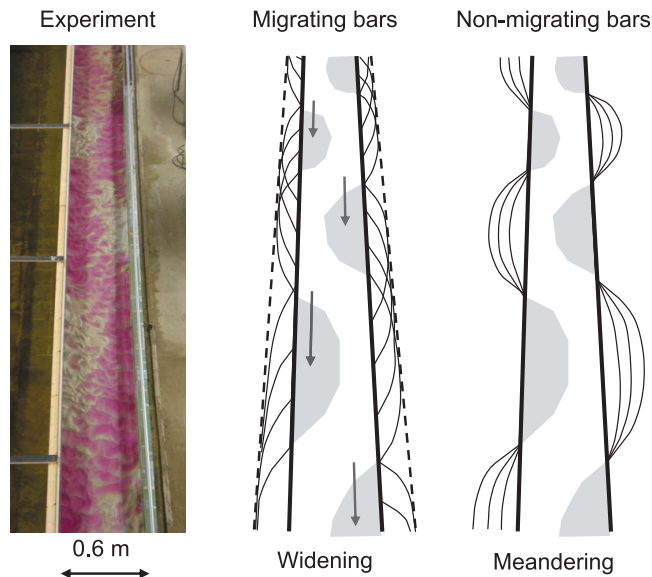 Experiment
Migrating bars
Non-migrating bars
0.6 m
Widening
Meandering